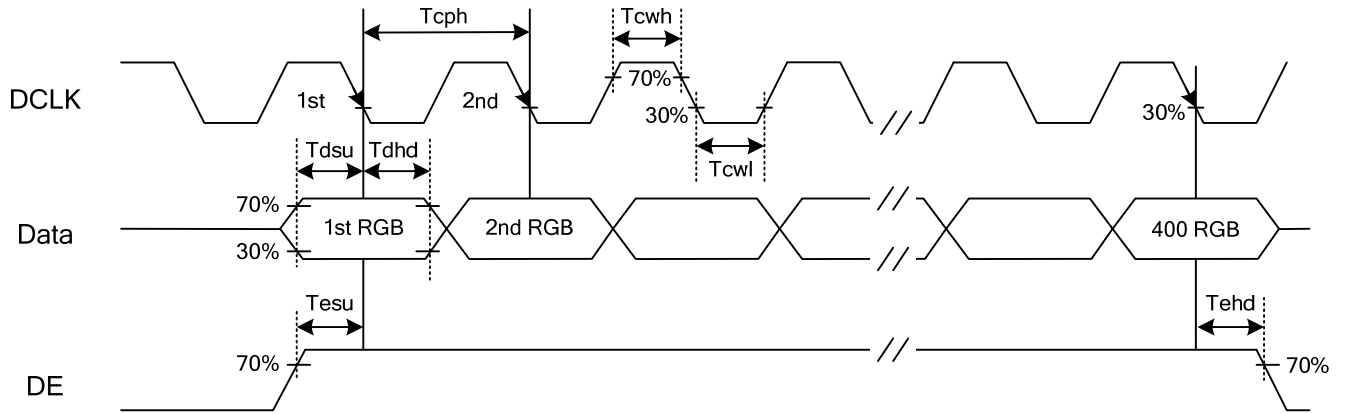 Tcph
Tcwh
DCLK
1st
2nd
70%
30%
30%
Tcwl
Tdsu
Tdhd
70%
Data
1st RGB
2nd RGB
400 RGB
30%
Tesu
Tehd
70%
70%
DE